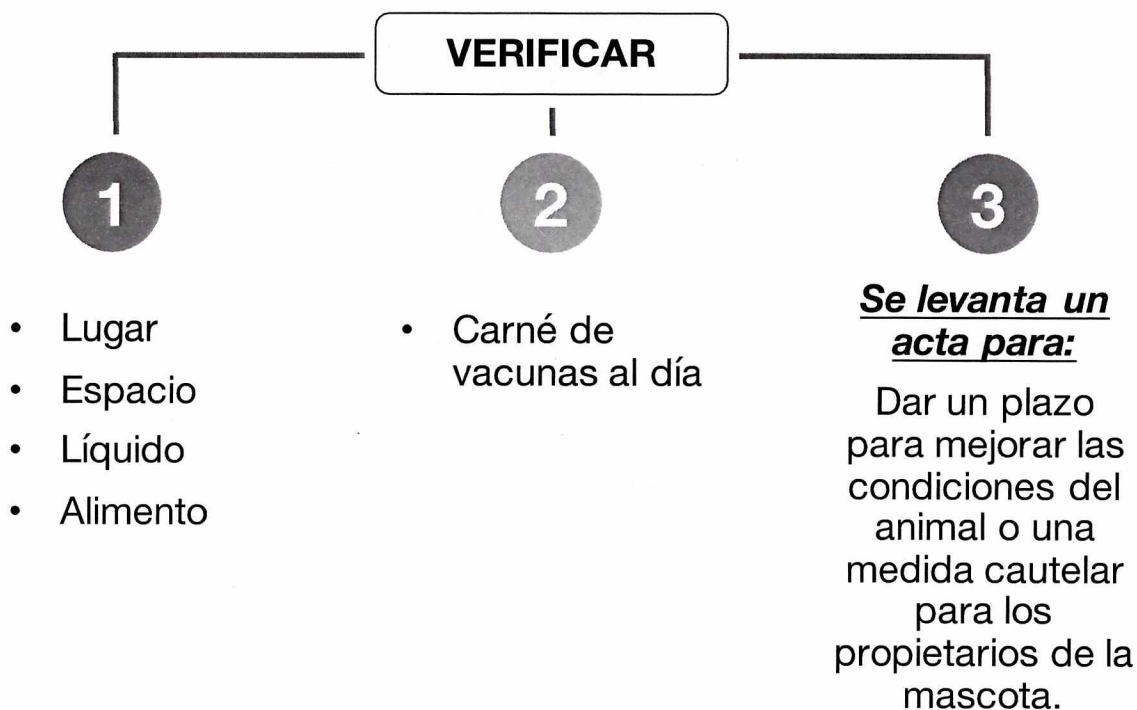 VERIFICAR
1
• Lugar
• Espacio
• Líquido
• Alimento
2
• Carné de
vacunas al día
3
Se levanta un
acta para:
Dar un plazo
para mejorar las
condiciones del
animal o una
medida cautelar
para los
propietarios de la
mascota.